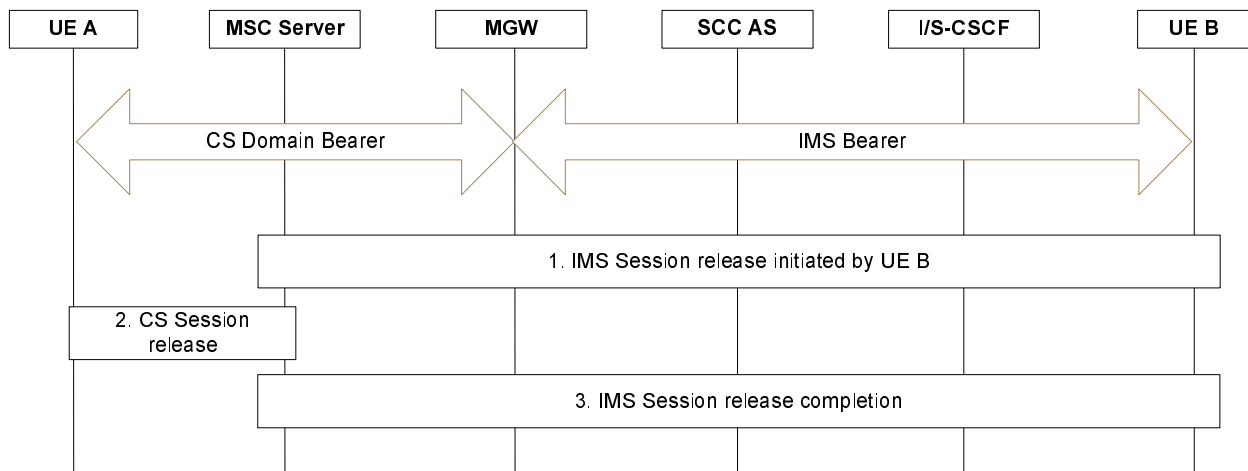 UE A
MSC Server
MGW
SCC AS
I/S-CSCF
UE B
CS Domain Bearer
IMS Bearer
1. IMS Session release initiated by UE B
2. CS Session
release
3. IMS Session release completion